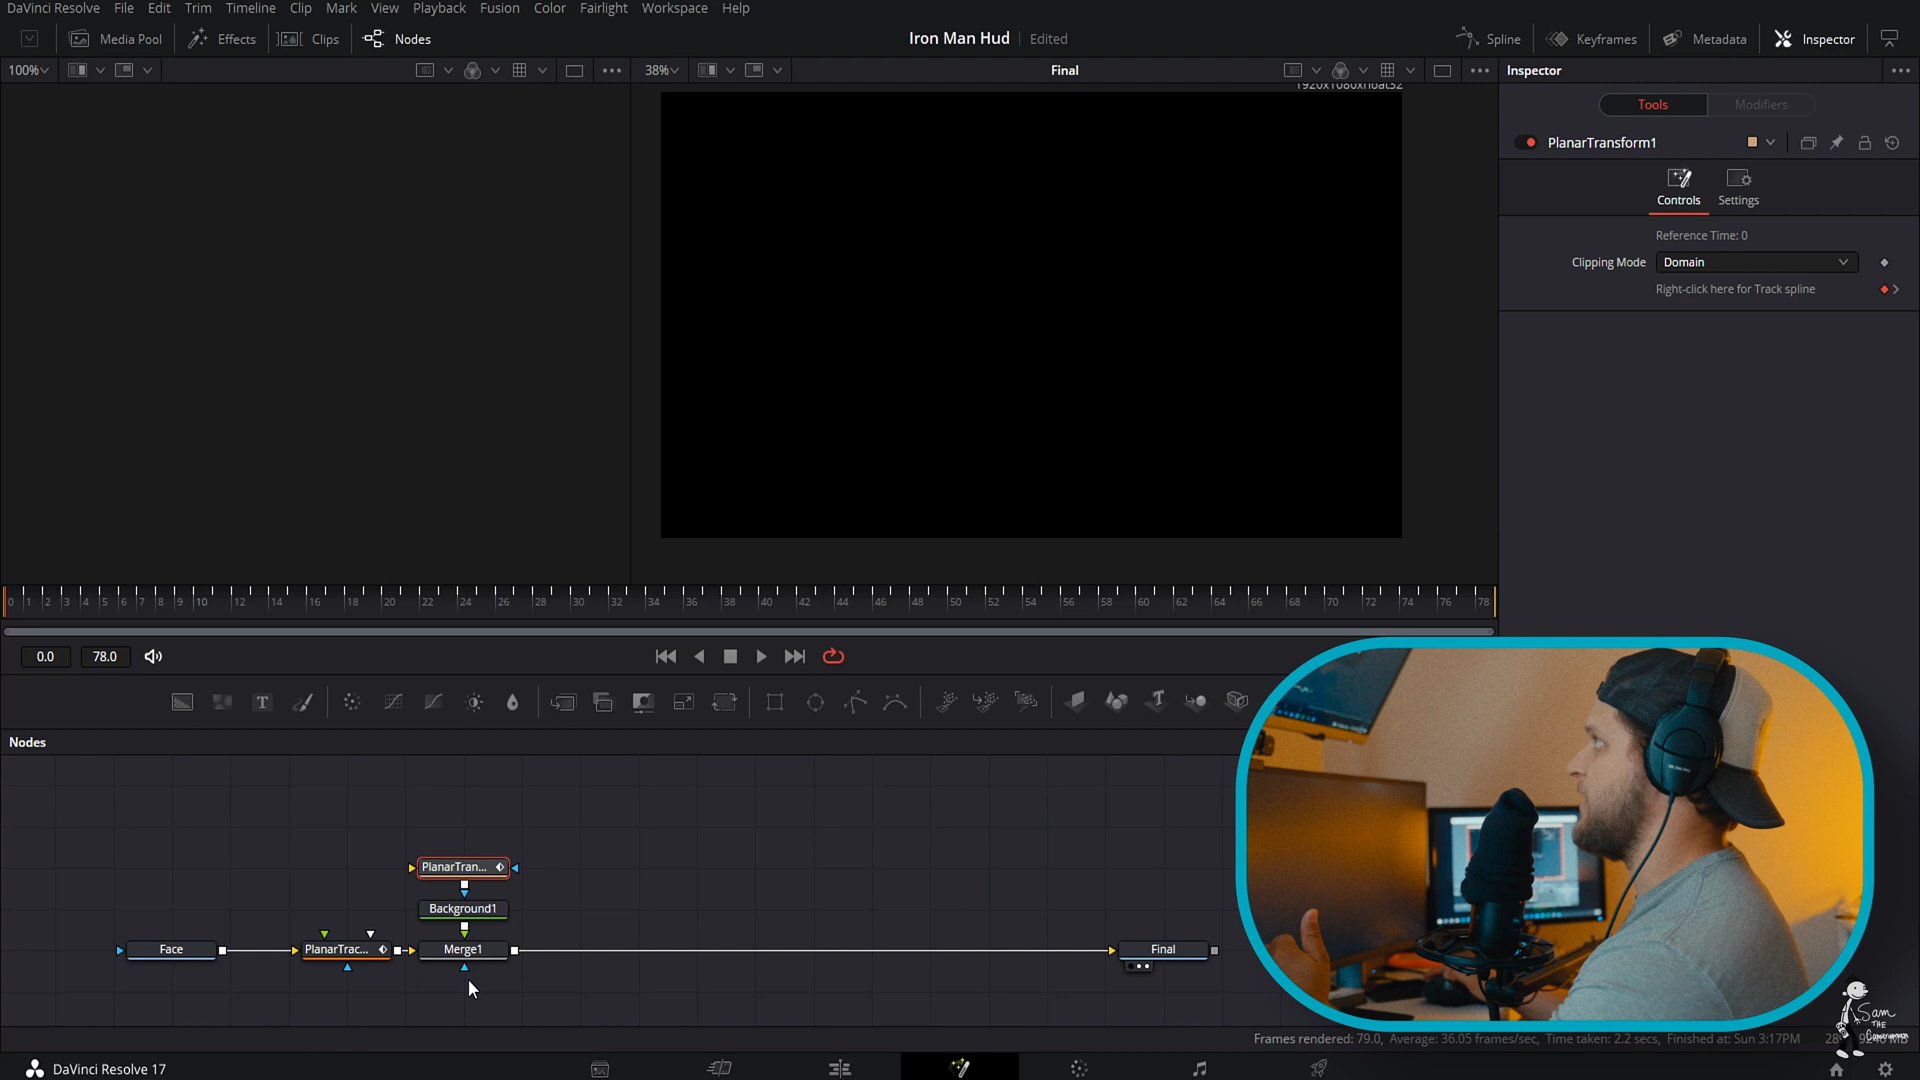 DaVinci Resolve File Edit Trim Timeline Clip Mark View Playback Fusion Color Fairlight Workspace Help
Media Pool Effects Clips Nodes Iron Man Hud Edited Spline Keyframes Metadata Inspector
100% 38% Final Inspector
1920x1080xfloat32
Tools Modifiers
PlanarTransform1
Controls Settings
Reference Time: 0
Clipping Mode Domain
Right-click here for Track spline
0 1 2 3 4 5 6 7 8 9 10 12 14 16 18 20 22 24 26 28 30 32 34 36 38 40 42 44 46 48 50 52 54 56 58 60 62 64 66 68 70 72 74 76 78
0.0 78.0
Nodes
PlanarTran...
Background1
Face PlanarTrac... Merge1 Final
Sam
THE
Cameraman
Frames rendered: 79.0, Average: 36.05 frames/sec, Time taken: 2.2 secs, Finished at: Sun 3:17PM
DaVinci Resolve 17